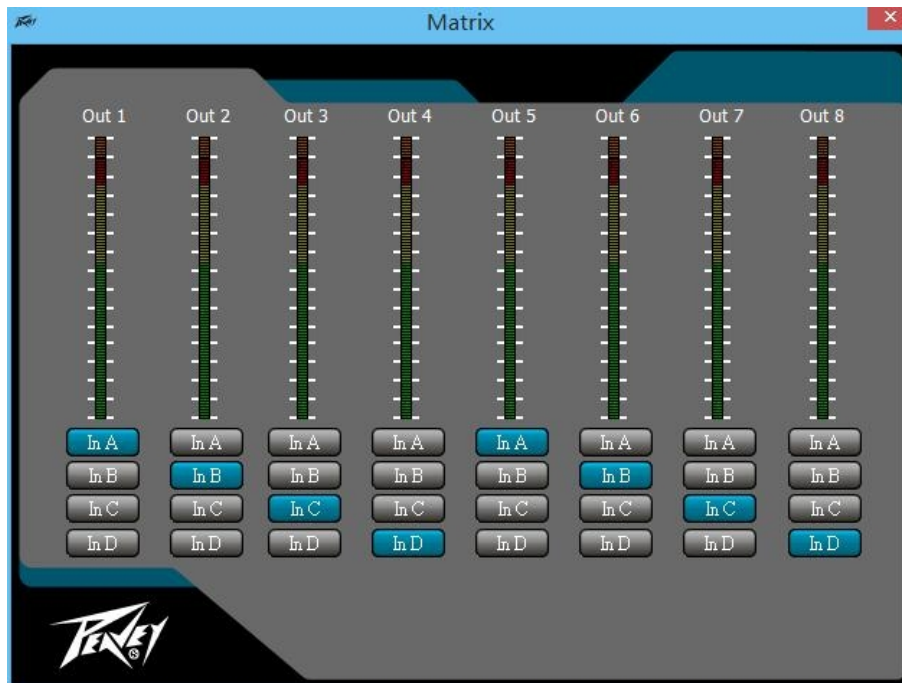 PEAVEY Matrix ×
Out 1 Out 2 Out 3 Out 4 Out 5 Out 6 Out 7 Out 8
In A In A In A In A In A In A In A In A
In B In B In B In B In B In B In B In B
In C In C In C In C In C In C In C In C
In D In D In D In D In D In D In D In D
PEAVEY ®